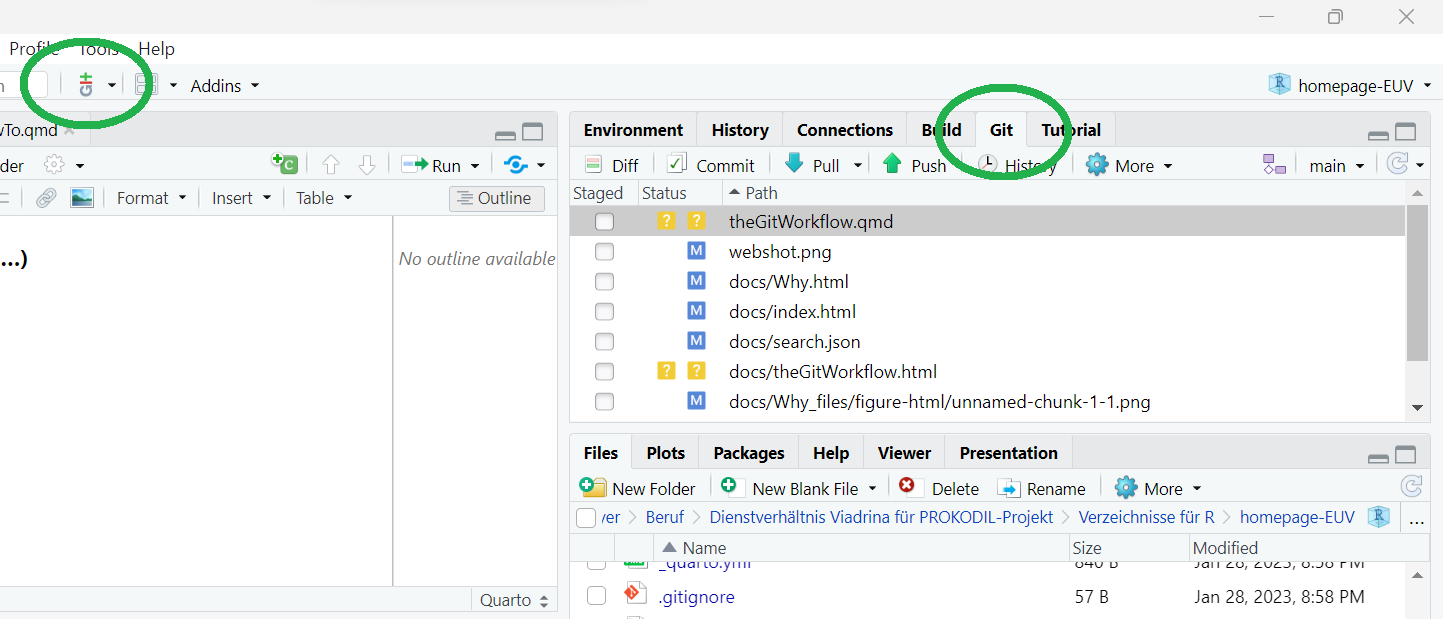 Profile Tools Help
Git Addins homepage-EUV
To.qmd Environment History Connections Build Git Tutorial
der Run Diff Commit Pull Push History More main
Format Insert Table Outline Staged Status Path
...) No outline available
? ? theGitWorkflow.qmd
M webshot.png
M docs/Why.html
M docs/index.html
M docs/search.json
? ? docs/theGitWorkflow.html
M docs/Why_files/figure-html/unnamed-chunk-1-1.png
Files Plots Packages Help Viewer Presentation
New Folder New Blank File Delete Rename More
ver Beruf Dienstverhältnis Viadrina für PROKODIL-Projekt Verzeichnisse für R homepage-EUV R ...
Name Size Modified
_quarto.yml 840 B Jan 28, 2023, 8:58 PM
.gitignore 57 B Jan 28, 2023, 8:58 PM
Quarto